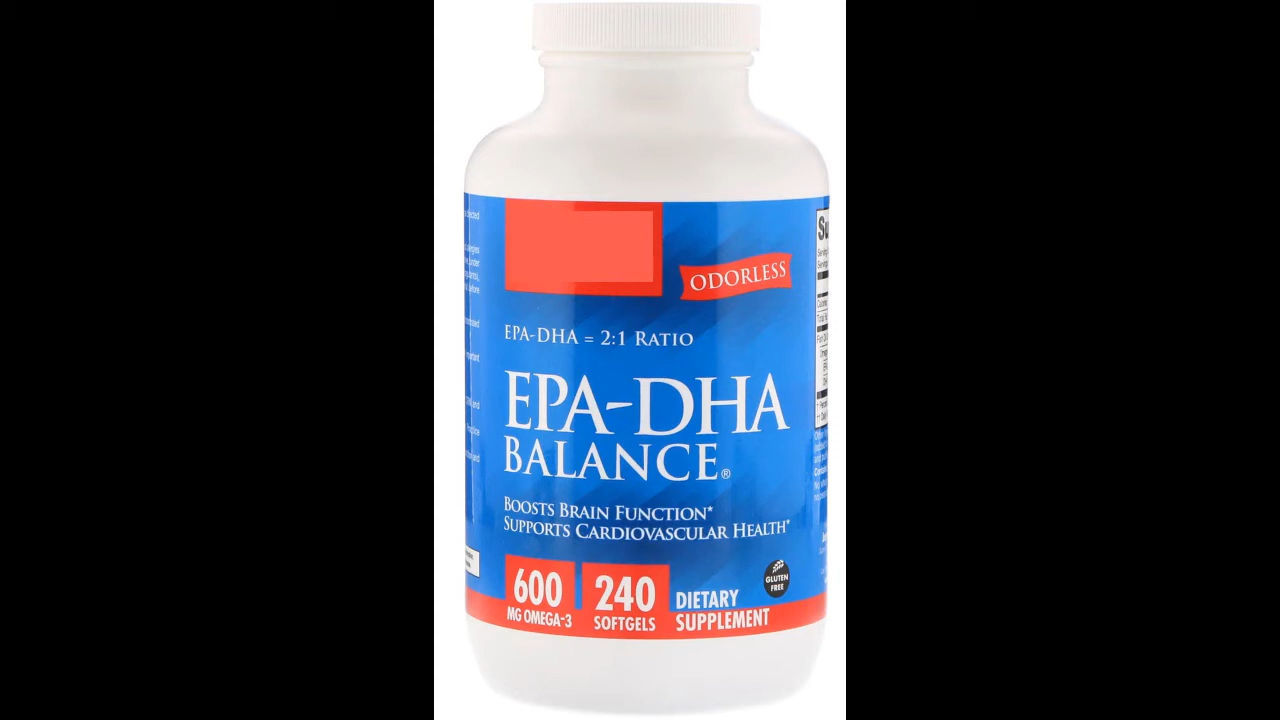 ODORLESS
EPA-DHA = 2:1 RATIO
EPA-DHA
BALANCE®
BOOSTS BRAIN FUNCTION*
SUPPORTS CARDIOVASCULAR HEALTH*
GLUTEN
FREE
600
MG OMEGA-3
240
SOFTGELS
DIETARY
SUPPLEMENT